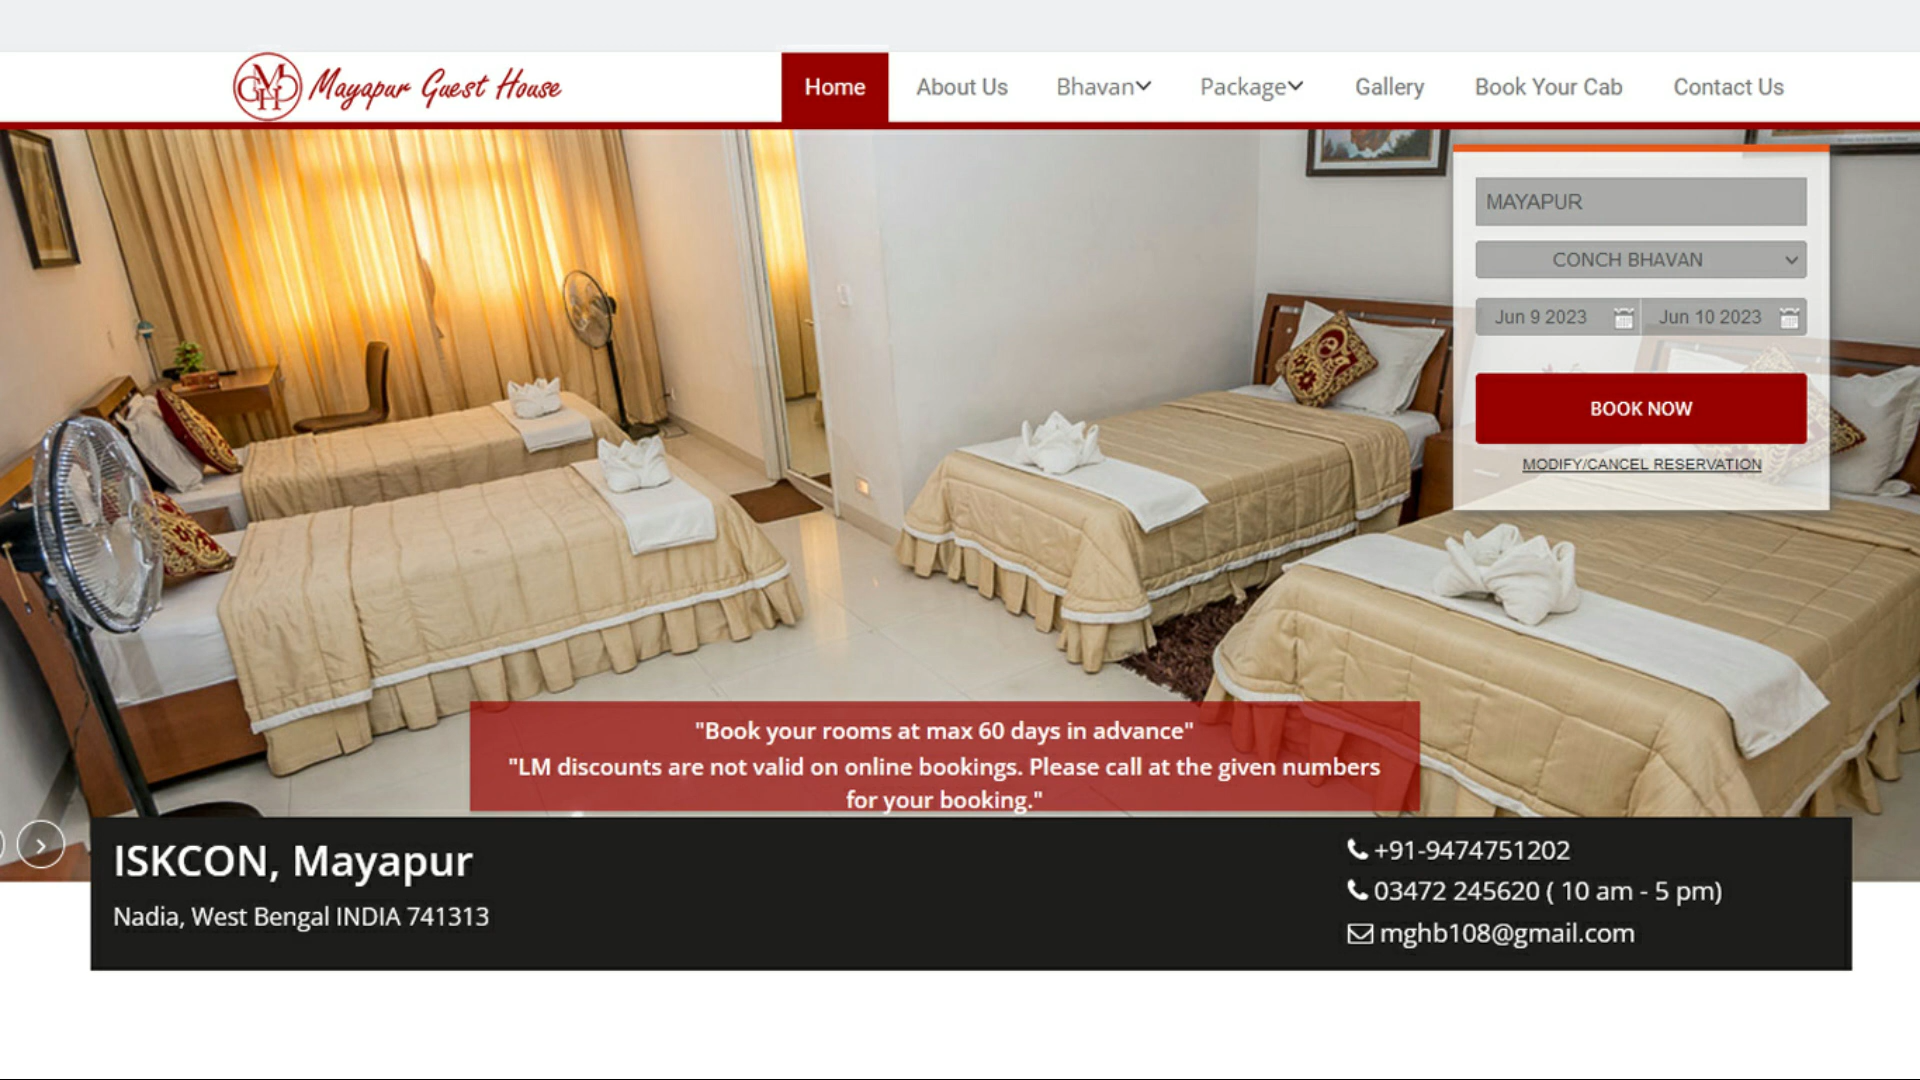 Mayapur Guest House
Home About Us Bhavan Package Gallery Book Your Cab Contact Us
MAYAPUR
CONCH BHAVAN
Jun 9 2023 Jun 10 2023
BOOK NOW
MODIFY/CANCEL RESERVATION
"Book your rooms at max 60 days in advance"
"LM discounts are not valid on online bookings. Please call at the given numbers
for your booking."
ISKCON, Mayapur
Nadia, West Bengal INDIA 741313
+91-9474751202
03472 245620 ( 10 am - 5 pm)
mghb108@gmail.com